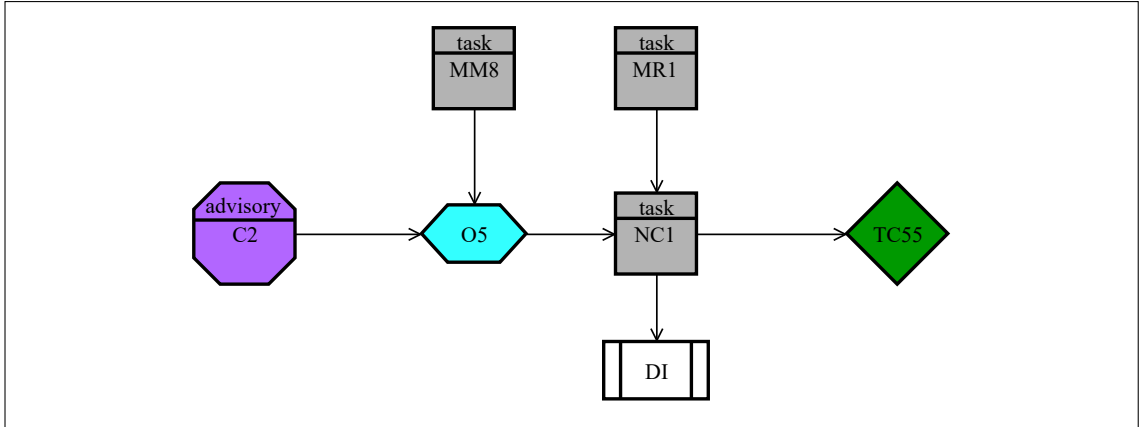 task
MM8
task
MR1
advisory
C2
O5
task
NC1
TC55
DI